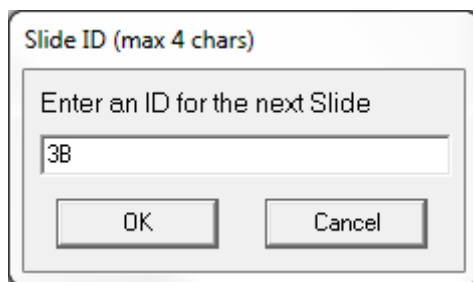 Slide ID (max 4 chars)
Enter an ID for the next Slide
3B
OK Cancel